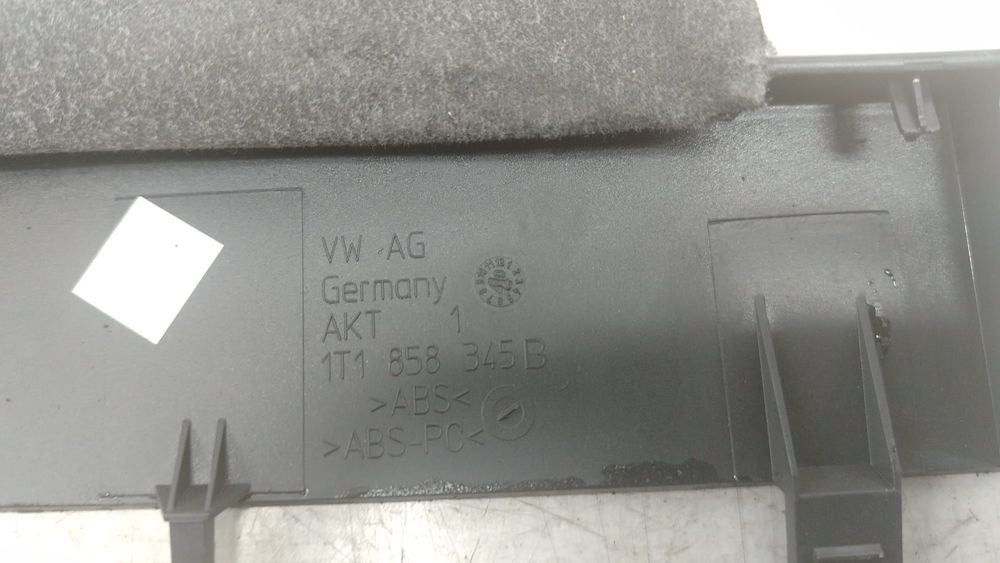 VW AG
Germany
AKT 1
1T1 858 345 B
>ABS<
>ABS-PC<